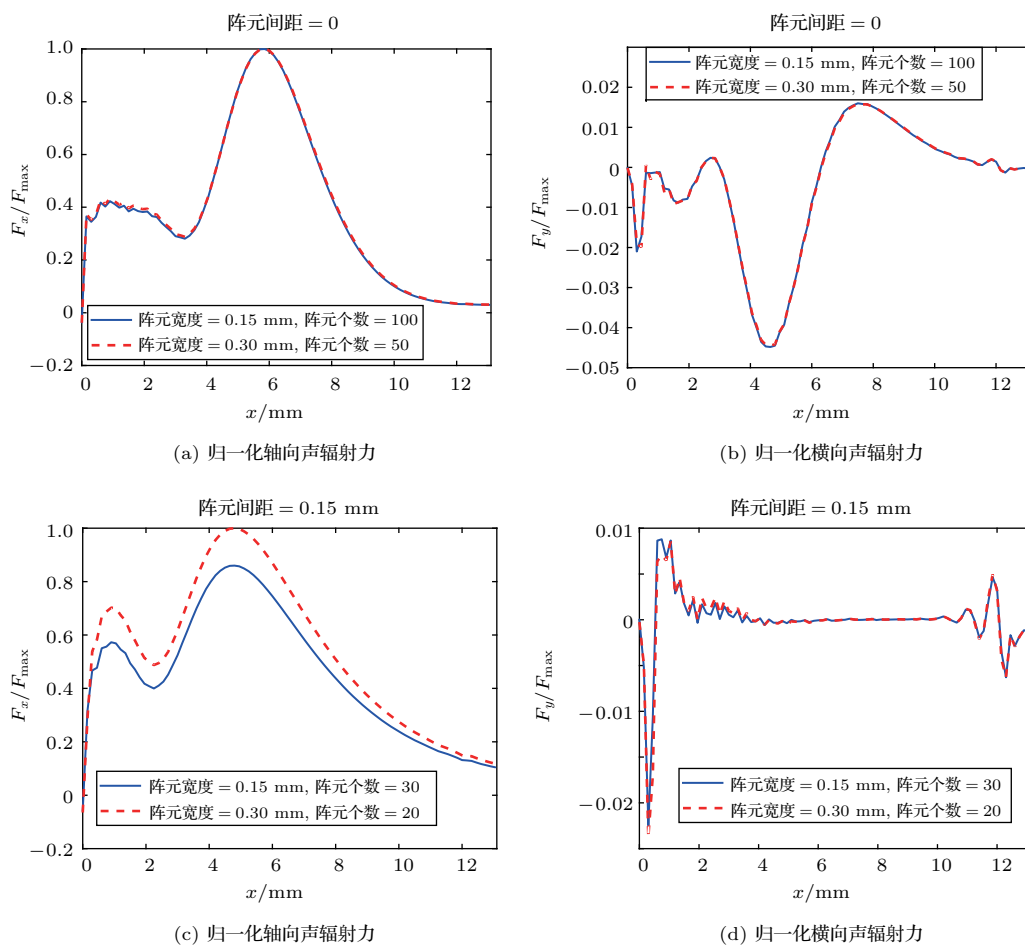 阵元间距=0
1.0
0.8
0.6
0.4
0.2
0
−0.2
Fx/Fmax
阵元宽度=0.15 mm, 阵元个数=100
阵元宽度=0.30 mm, 阵元个数=50
0 2 4 6 8 10 12
x/mm
(a) 归一化轴向声辐射力
阵元间距=0
0.02
0.01
0
−0.01
−0.02
−0.03
−0.04
−0.05
Fy/Fmax
阵元宽度=0.15 mm, 阵元个数=100
阵元宽度=0.30 mm, 阵元个数=50
0 2 4 6 8 10 12
x/mm
(b) 归一化横向声辐射力
阵元间距=0.15 mm
1.0
0.8
0.6
0.4
0.2
0
−0.2
Fx/Fmax
阵元宽度=0.15 mm, 阵元个数=30
阵元宽度=0.30 mm, 阵元个数=20
0 2 4 6 8 10 12
x/mm
(c) 归一化轴向声辐射力
阵元间距=0.15 mm
0.01
0
−0.01
−0.02
Fy/Fmax
阵元宽度=0.15 mm, 阵元个数=30
阵元宽度=0.30 mm, 阵元个数=20
0 2 4 6 8 10 12
x/mm
(d) 归一化横向声辐射力